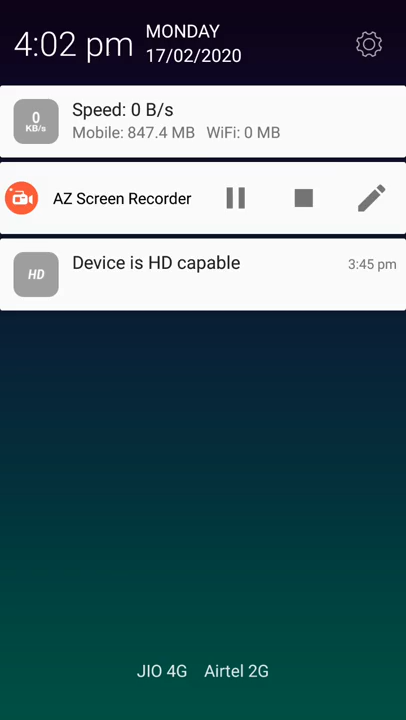 4:02 pm
MONDAY
17/02/2020
0
KB/s
Speed: 0 B/s
Mobile: 847.4 MB WiFi: 0 MB
AZ Screen Recorder
HD
Device is HD capable
3:45 pm
JIO 4G Airtel 2G